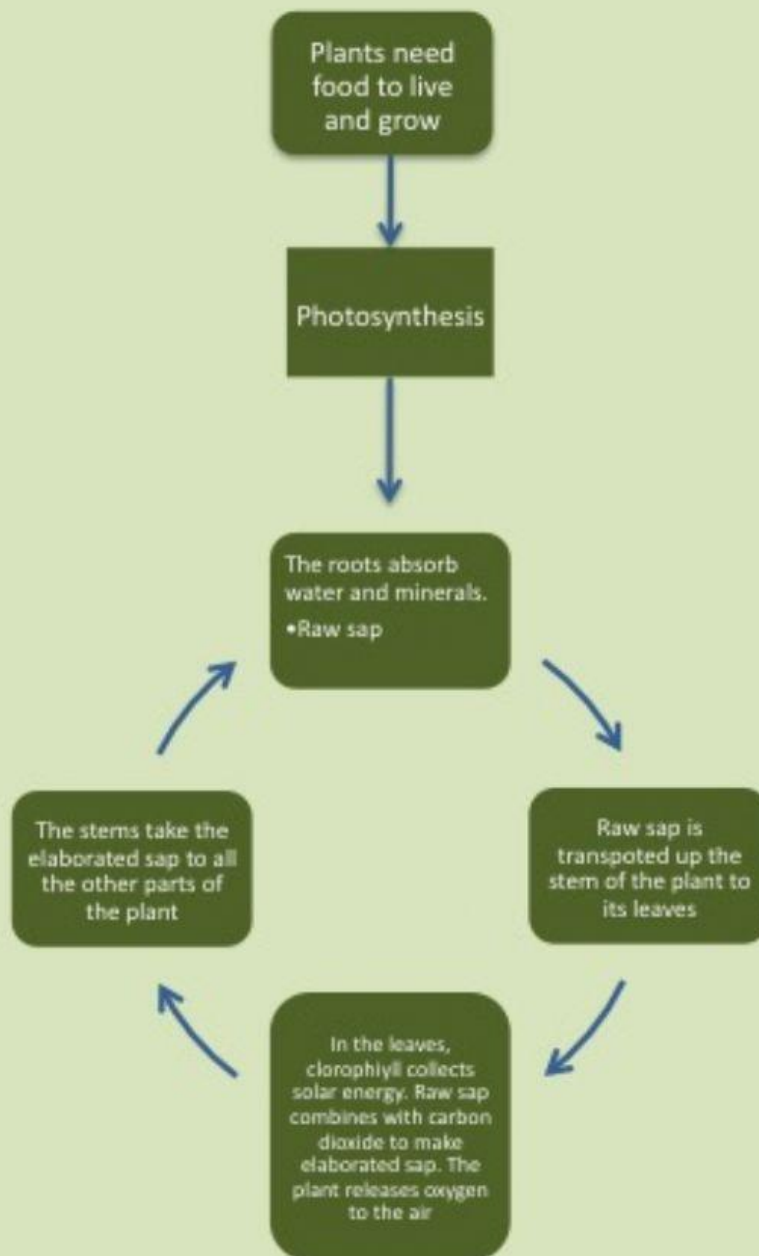 Plants need
food to live
and grow
Photosynthesis
The roots absorb
water and minerals.
•Raw sap
Raw sap is
transpoted up the
stem of the plant to
its leaves
In the leaves,
clorophiyll collects
solar energy. Raw sap
combines with carbon
dioxide to make
elaborated sap. The
plant releases oxygen
to the air
The stems take the
elaborated sap to all
the other parts of
the plant